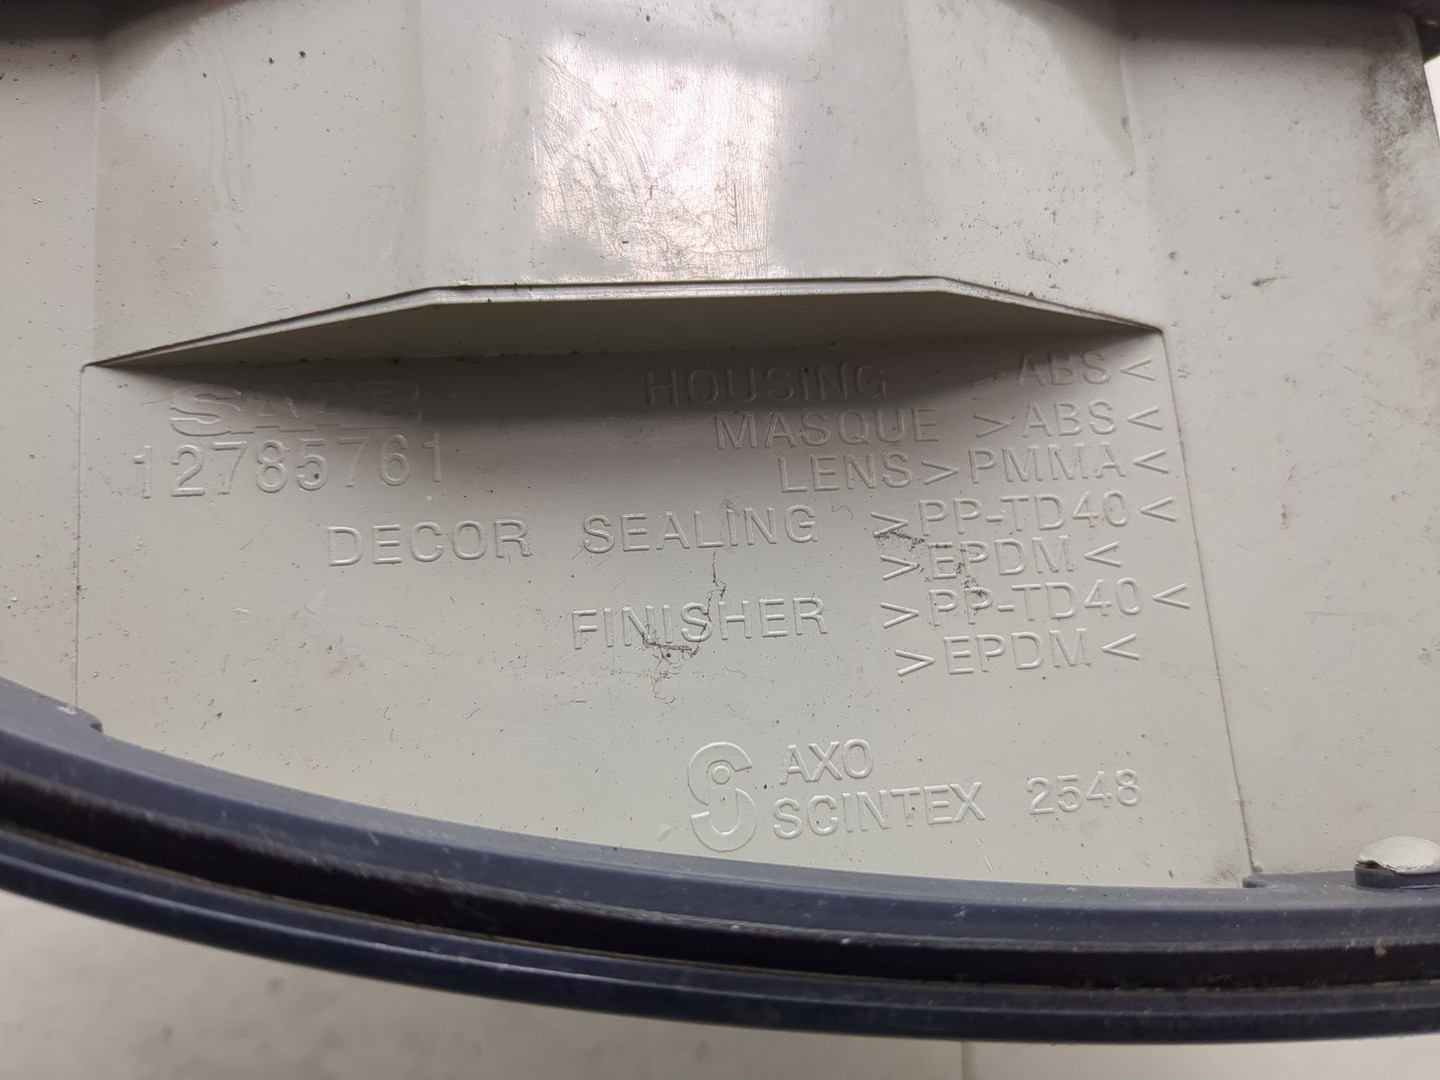 SAAB
12785761
HOUSING >ABS<
MASQUE >ABS<
LENS >PMMA<
DECOR SEALING >PP-TD40<
>EPDM<
FINISHER >PP-TD40<
>EPDM<
AXO
SCINTEX 2548